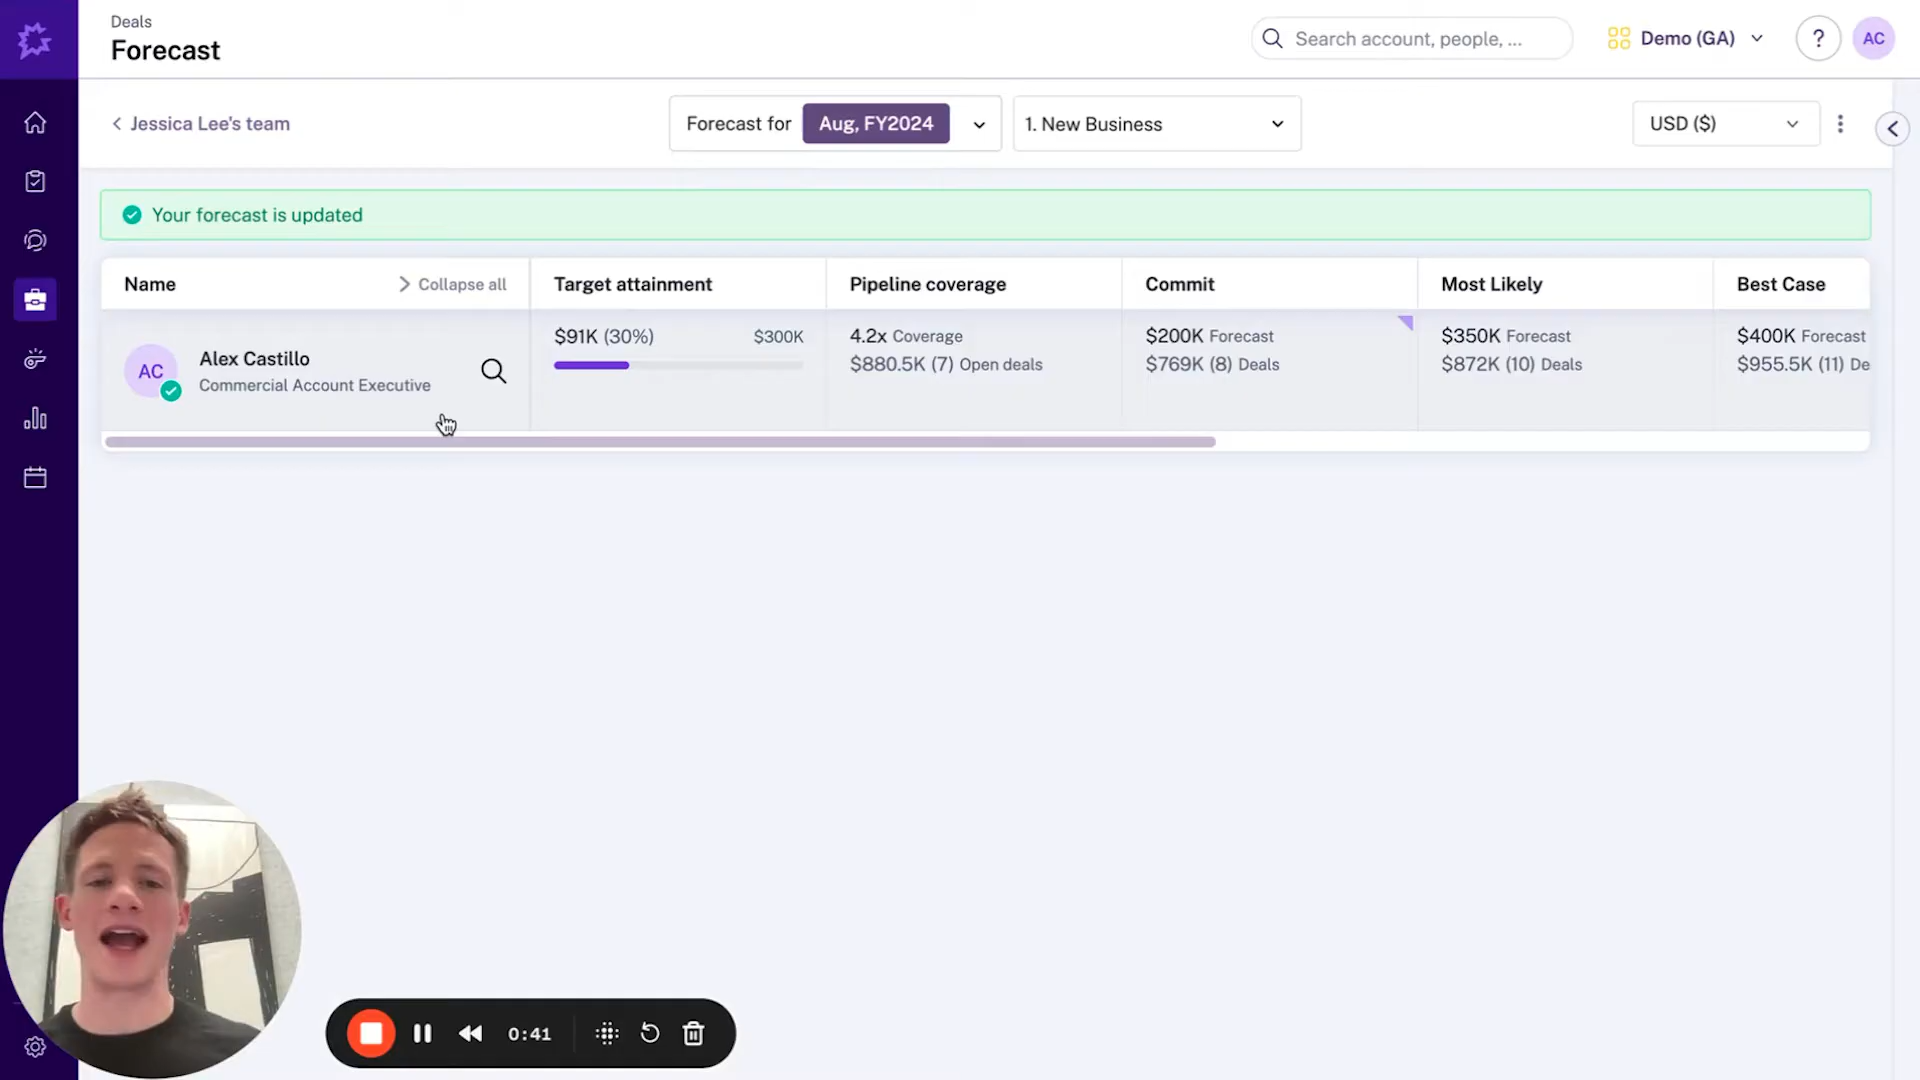 Deals
Forecast
Search account, people, ...
Demo (GA)
?
AC
Jessica Lee's team
Forecast for
Aug, FY2024
1. New Business
USD ($)
Your forecast is updated
Name
Collapse all
Target attainment
Pipeline coverage
Commit
Most Likely
Best Case
AC
Alex Castillo
Commercial Account Executive
$91K (30%)
$300K
4.2x Coverage
$880.5K (7) Open deals
$200K Forecast
$769K (8) Deals
$350K Forecast
$872K (10) Deals
$400K Forecast
$955.5K (11) De
0:41